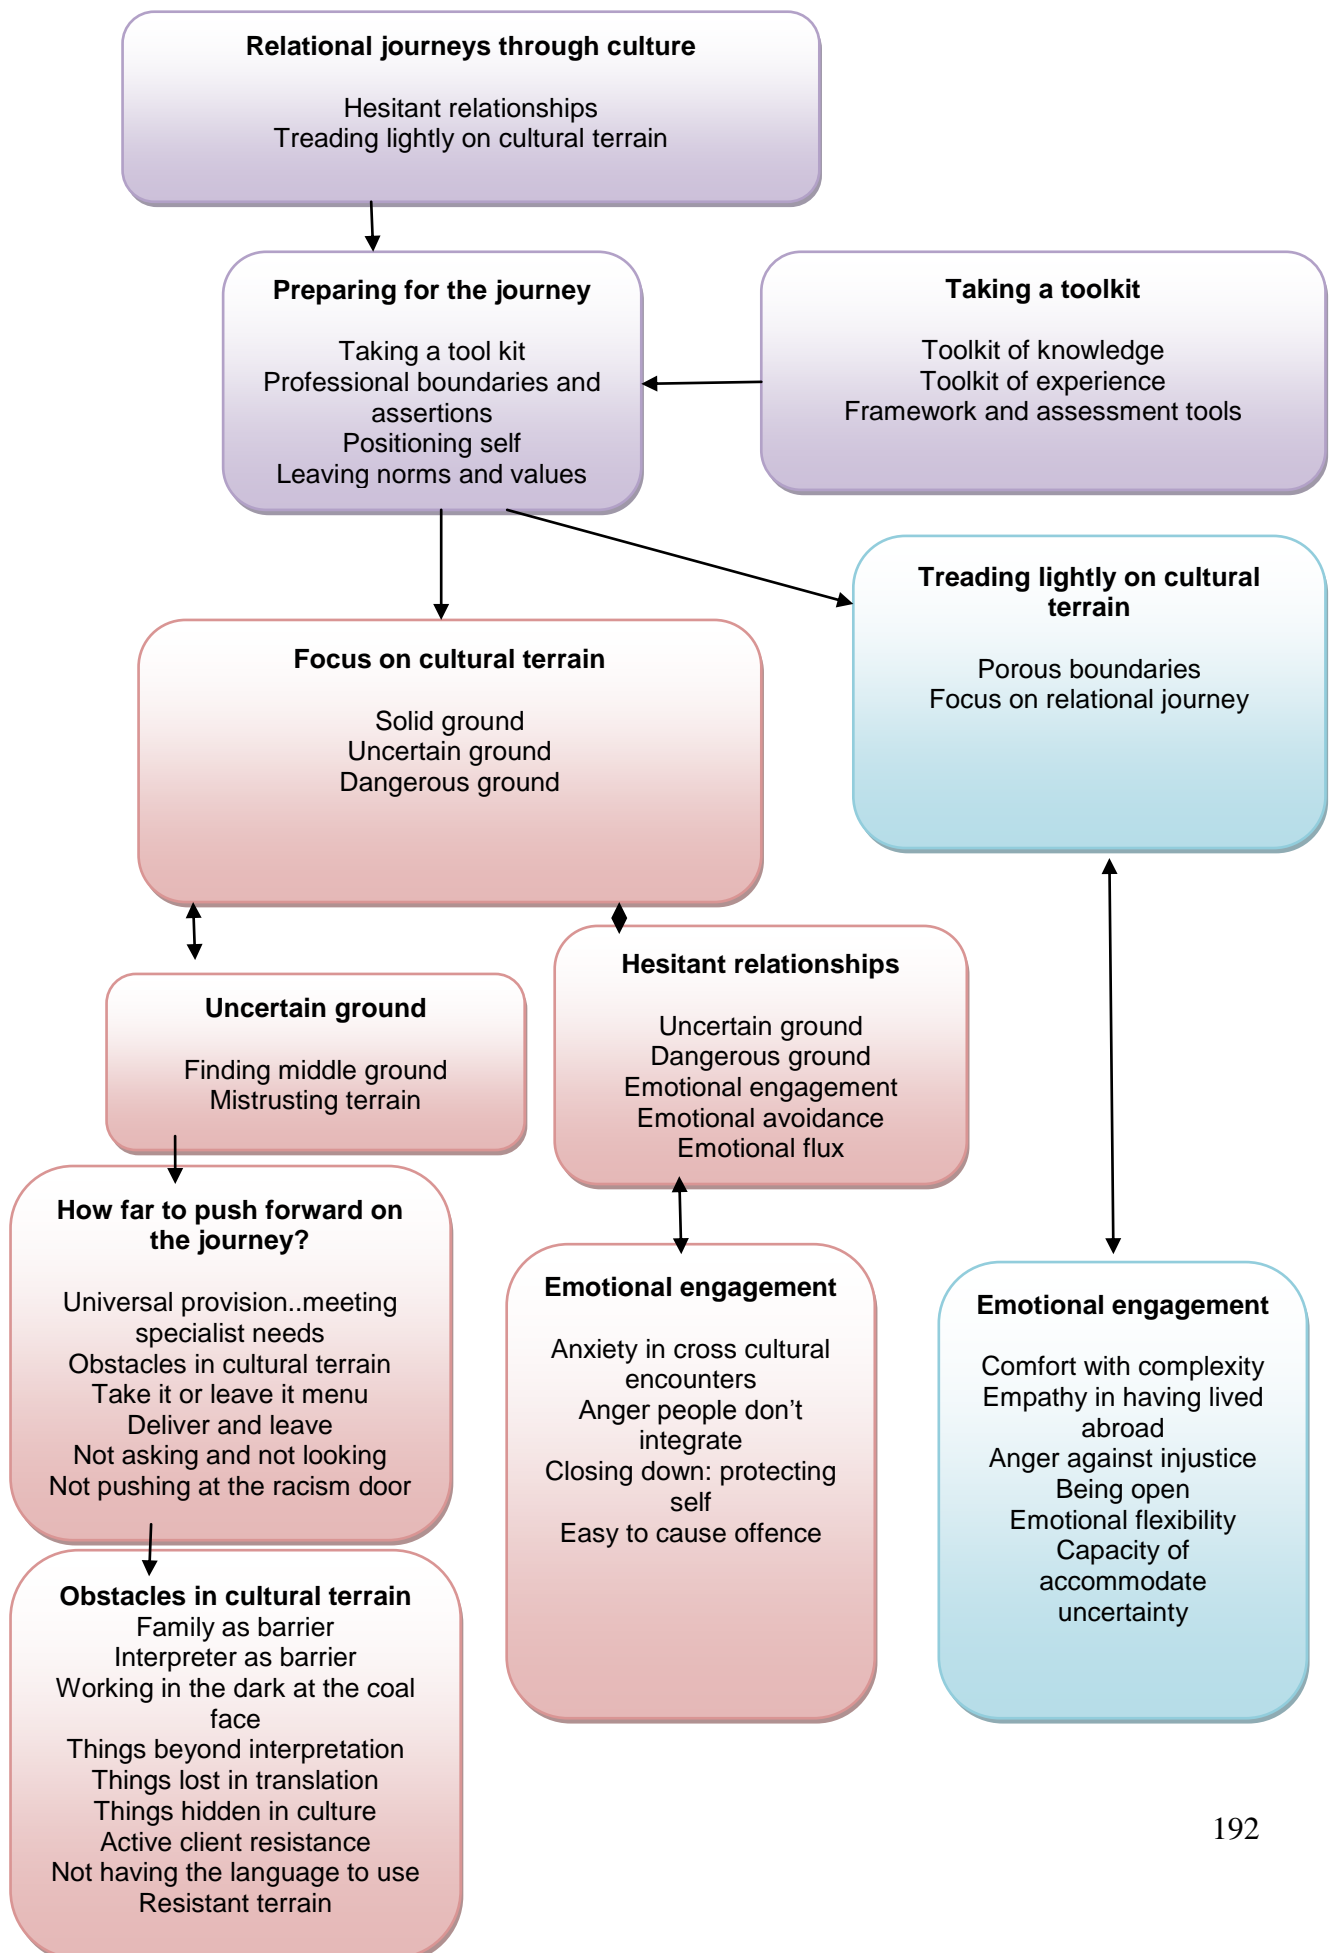 Relational journeys through culture
Hesitant relationships
Treading lightly on cultural terrain
Preparing for the journey
Taking a tool kit
Professional boundaries and
assertions
Positioning self
Leaving norms and values
Taking a toolkit
Toolkit of knowledge
Toolkit of experience
Framework and assessment tools
Treading lightly on cultural
terrain
Porous boundaries
Focus on relational journey
Focus on cultural terrain
Solid ground
Uncertain ground
Dangerous ground
Uncertain ground
Finding middle ground
Mistrusting terrain
Hesitant relationships
Uncertain ground
Dangerous ground
Emotional engagement
Emotional avoidance
Emotional flux
How far to push forward on
the journey?
Universal provision..meeting
specialist needs
Obstacles in cultural terrain
Take it or leave it menu
Deliver and leave
Not asking and not looking
Not pushing at the racism door
Emotional engagement
Anxiety in cross cultural
encounters
Anger people don’t
integrate
Closing down: protecting
self
Easy to cause offence
Emotional engagement
Comfort with complexity
Empathy in having lived
abroad
Anger against injustice
Being open
Emotional flexibility
Capacity of
accommodate
uncertainty
Obstacles in cultural terrain
Family as barrier
Interpreter as barrier
Working in the dark at the coal
face
Things beyond interpretation
Things lost in translation
Things hidden in culture
Active client resistance
Not having the language to use
Resistant terrain
192